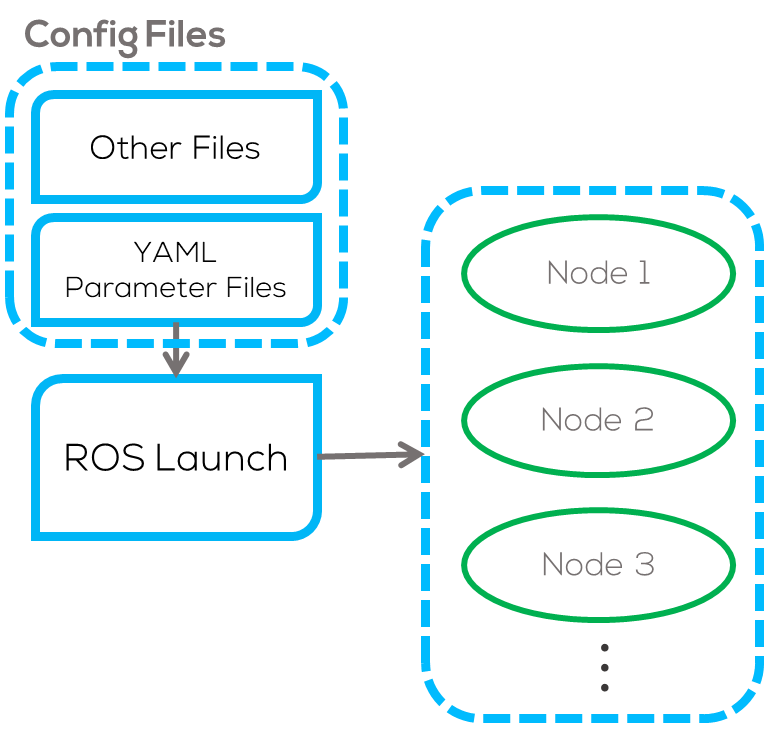 Config Files
Other Files
YAML
Parameter Files
ROS Launch
Node 1
Node 2
Node 3